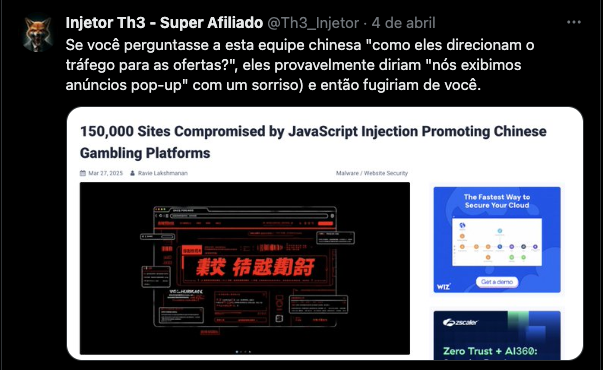 Injetor Th3 - Super Afiliado @Th3_Injetor · 4 de abril
Se você perguntasse a esta equipe chinesa "como eles direcionam o
tráfego para as ofertas?", eles provavelmente diriam "nós exibimos
anúncios pop-up" com um sorriso) e então fugiriam de você.
150,000 Sites Compromised by JavaScript Injection Promoting Chinese
Gambling Platforms
Mar 27, 2025 Ravie Lakshmanan Malware / Website Security
The Fastest Way to
Secure Your Cloud
Get a demo
WIZ
zscaler
Zero Trust + AI360: